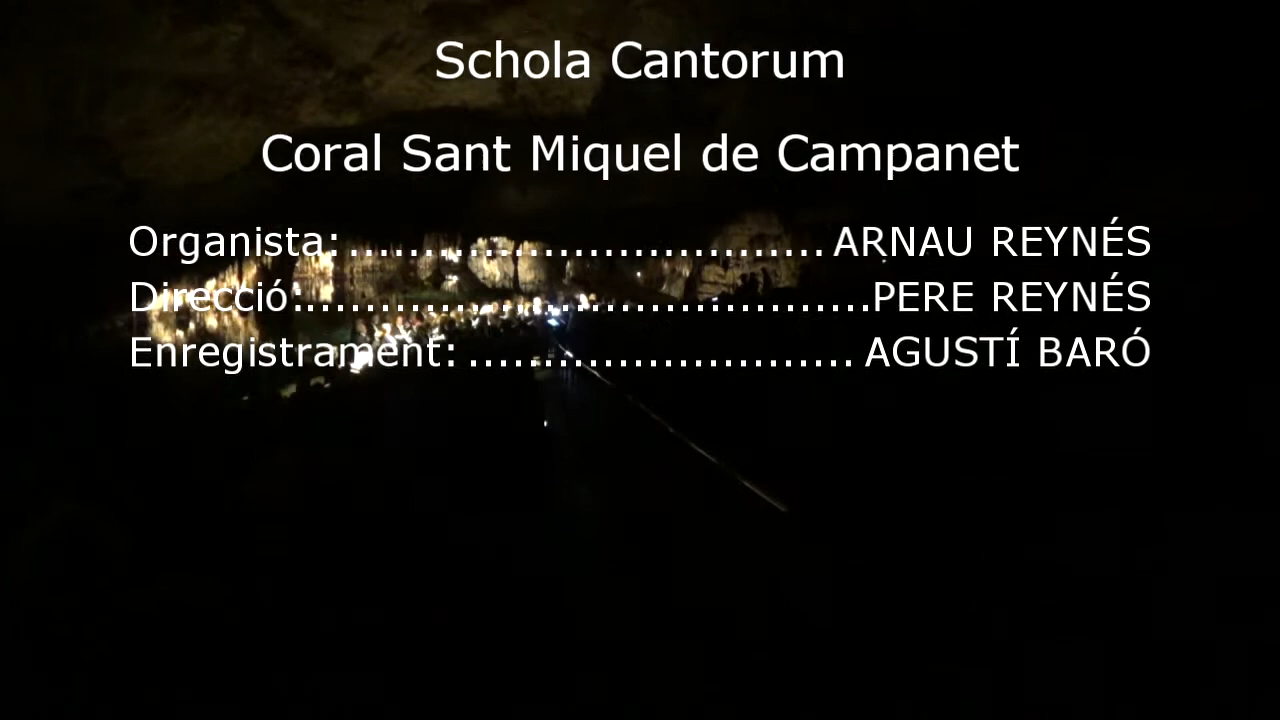 Schola Cantorum
Coral Sant Miquel de Campanet
Organista: ................................ ARNAU REYNÉS
Direcció:......................................PERE REYNÉS
Enregistrament: .......................... AGUSTÍ BARÓ